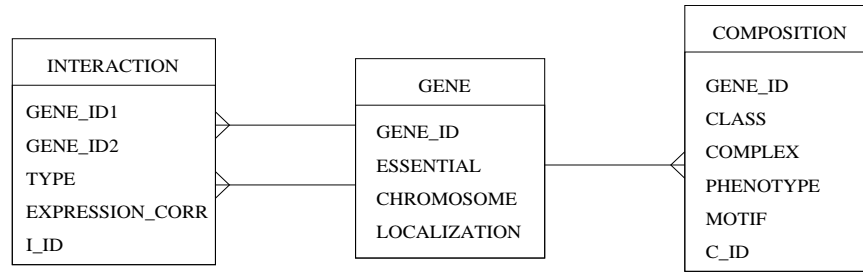 INTERACTION
GENE_ID1
GENE_ID2
TYPE
EXPRESSION_CORR
I_ID
GENE
GENE_ID
ESSENTIAL
CHROMOSOME
LOCALIZATION
COMPOSITION
GENE_ID
CLASS
COMPLEX
PHENOTYPE
MOTIF
C_ID